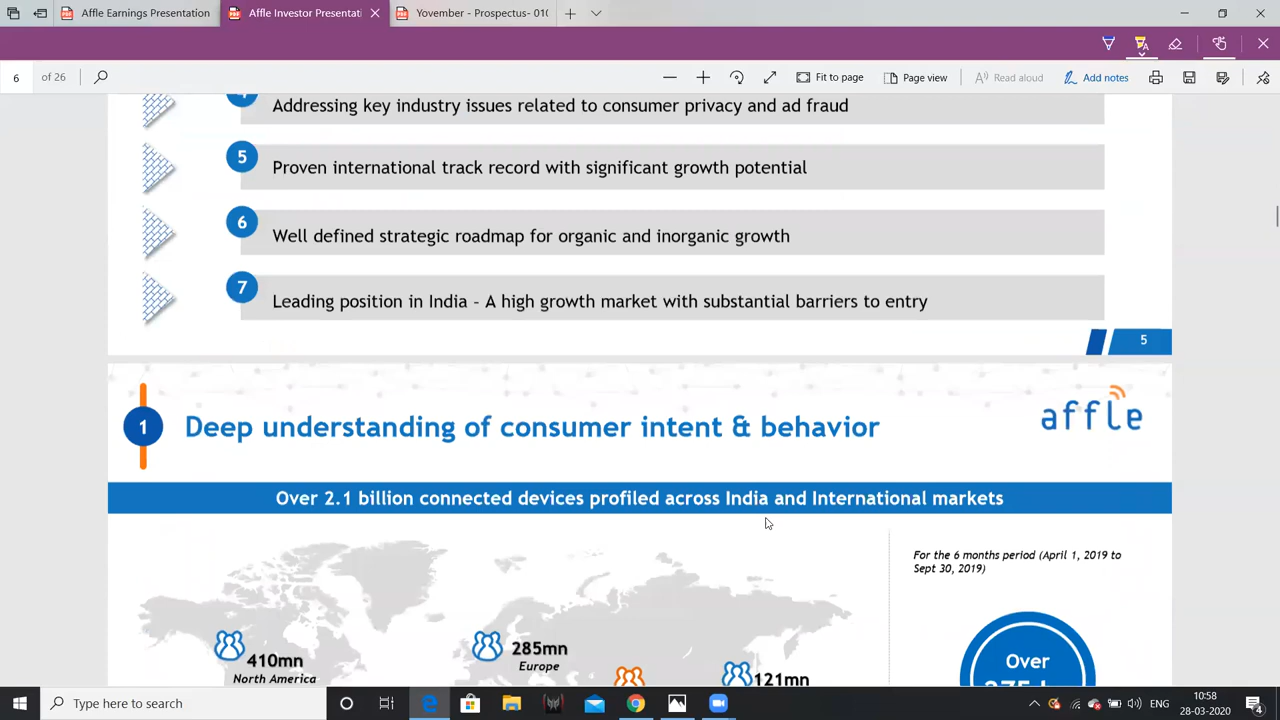 Affle Earnings Presentation
Affle Investor Presentati
Yovember - Prospectus- 010
6 of 26
Fit to page
Page view
Read aloud
Add notes
4
Addressing key industry issues related to consumer privacy and ad fraud
5
Proven international track record with significant growth potential
6
Well defined strategic roadmap for organic and inorganic growth
7
Leading position in India - A high growth market with substantial barriers to entry
5
1
Deep understanding of consumer intent & behavior
affle
Over 2.1 billion connected devices profiled across India and International markets
For the 6 months period (April 1, 2019 to
Sept 30, 2019)
410mn
North America
285mn
Europe
121mn
Over
Type here to search
10:58
28-03-2020
4